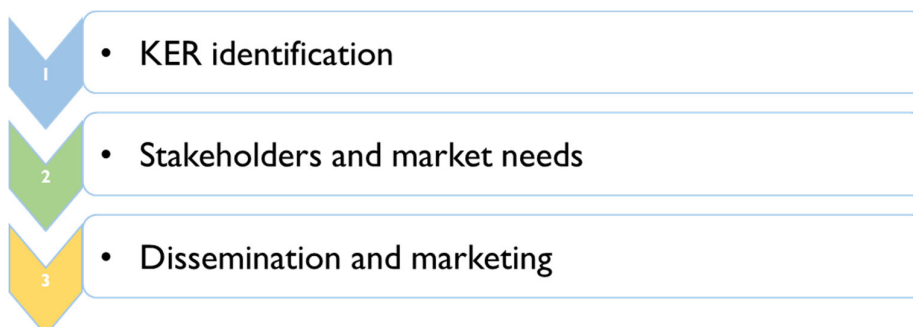 1
• KER identification
2
• Stakeholders and market needs
3
• Dissemination and marketing